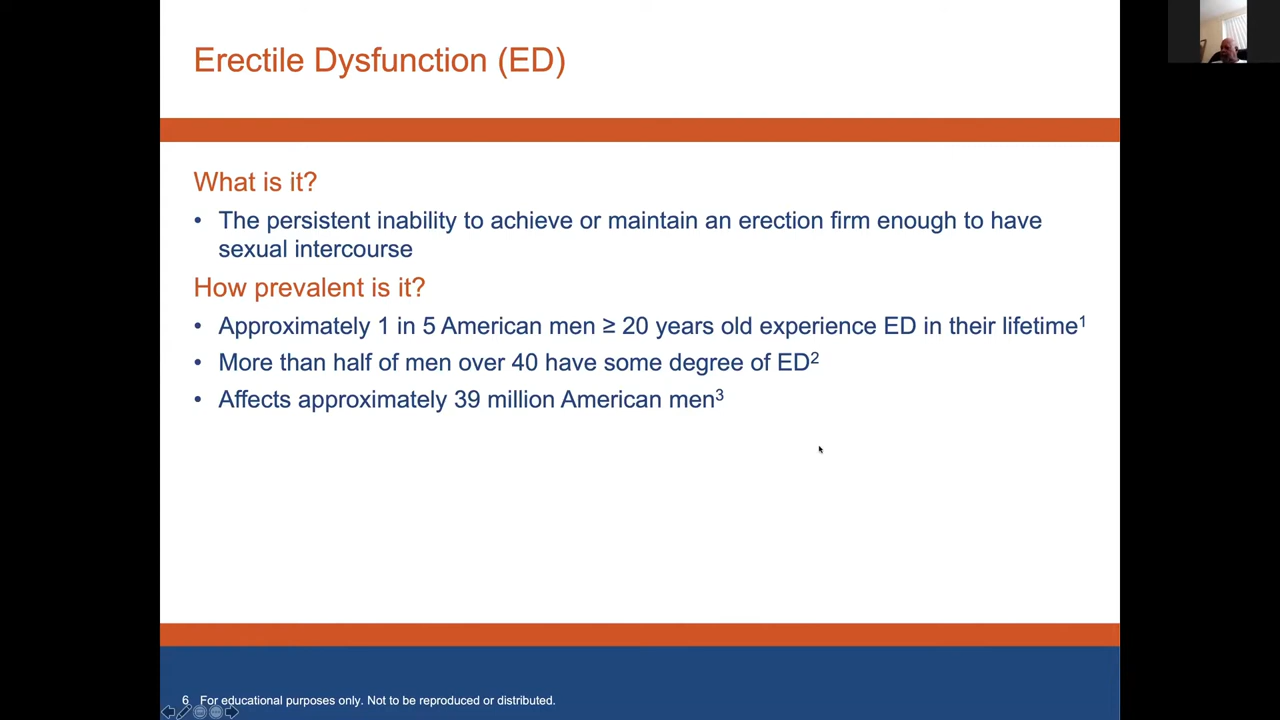 Erectile Dysfunction (ED)
What is it?
• The persistent inability to achieve or maintain an erection firm enough to have
sexual intercourse
How prevalent is it?
• Approximately 1 in 5 American men ≥ 20 years old experience ED in their lifetime¹
• More than half of men over 40 have some degree of ED²
• Affects approximately 39 million American men³
6 For educational purposes only. Not to be reproduced or distributed.